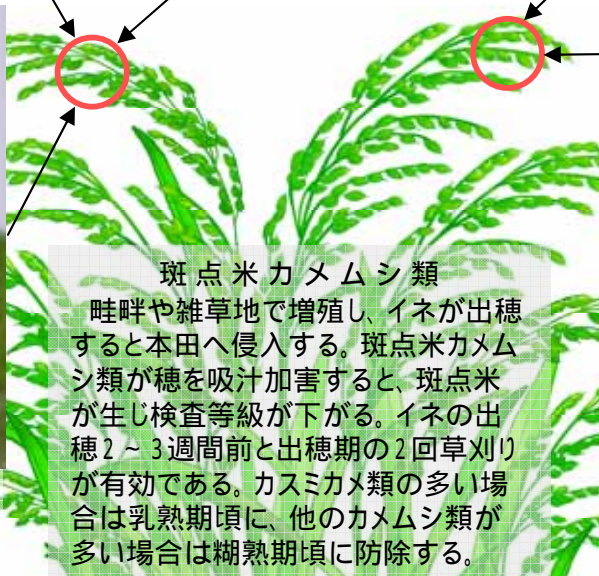 斑点米カメムシ類
畦畔や雑草地で増殖し、イネが出穂
すると本田へ侵入する。斑点米カメム
シ類が穂を吸汁加害すると、斑点米
が生じ検査等級が下がる。イネの出
穂2~3週間前と出穂期の2回草刈り
が有効である。カスミカメ類の多い場
合は乳熟期頃に、他のカメムシ類が
多い場合は糊熟期頃に防除する。